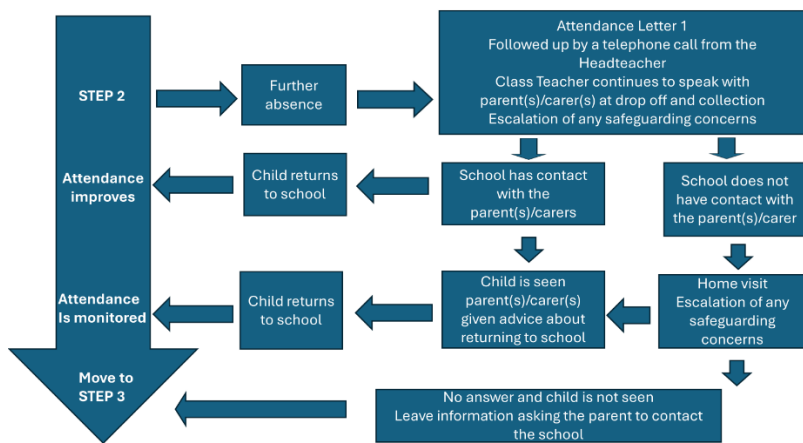 Attendance Letter 1
Followed up by a telephone call from the
Headteacher
Class Teacher continues to speak with
parent(s)/carer(s) at drop off and collection
Escalation of any safeguarding concerns
STEP 2
Further
absence
Attendance
improves
Child returns
to school
School has contact
with the
parent(s)/carers
School does not
have contact with
the parent(s)/carer
Attendance
Is monitored
Child returns
to school
Child is seen
parent(s)/carer(s)
given advice about
returning to school
Home visit
Escalation of any
safeguarding
concerns
Move to
STEP 3
No answer and child is not seen
Leave information asking the parent to contact
the school